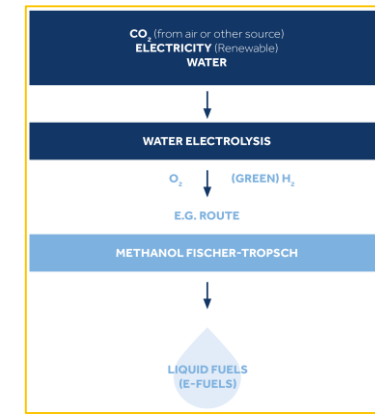 CO₂ (from air or other source)
ELECTRICITY (Renewable)
WATER
WATER ELECTROLYSIS
O₂ (GREEN) H₂
E.G. ROUTE
METHANOL FISCHER-TROPSCH
LIQUID FUELS
(E-FUELS)